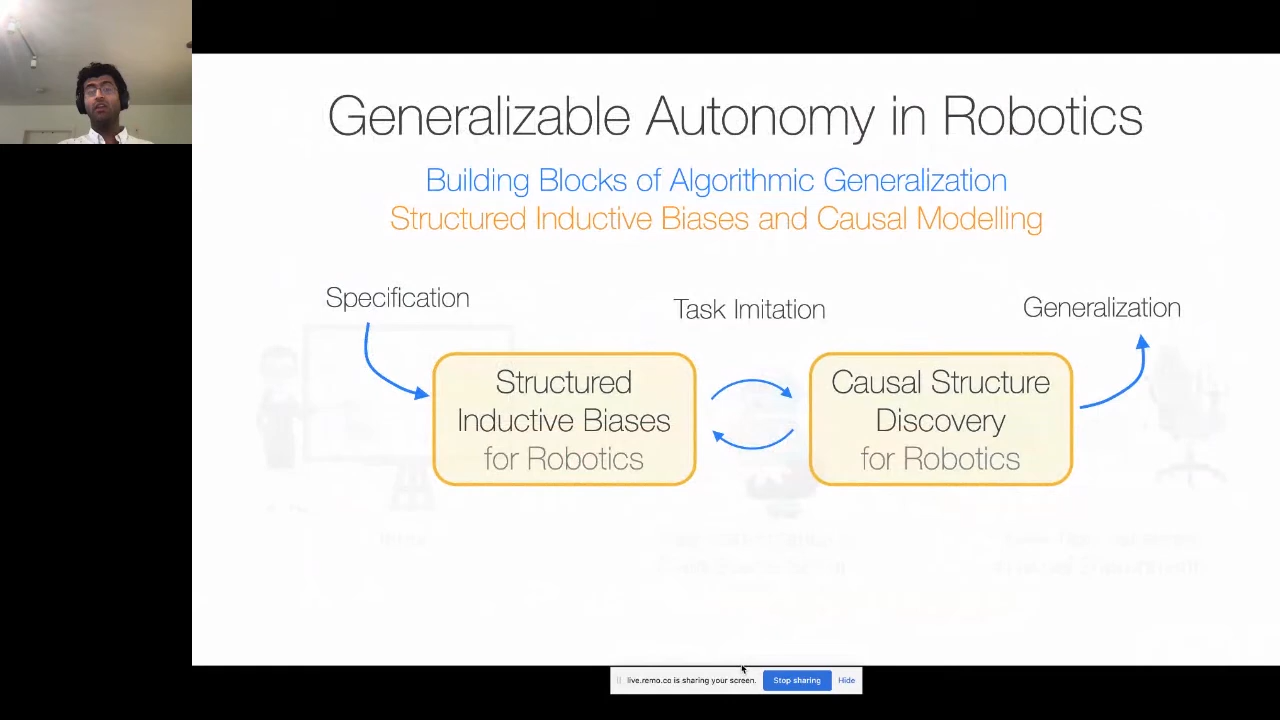 Generalizable Autonomy in Robotics
Building Blocks of Algorithmic Generalization
Structured Inductive Biases and Causal Modelling
Specification
Task Imitation
Generalization
Structured
Inductive Biases
for Robotics
Causal Structure
Discovery
for Robotics
live.remo.co is sharing your screen.
Stop sharing
Hide